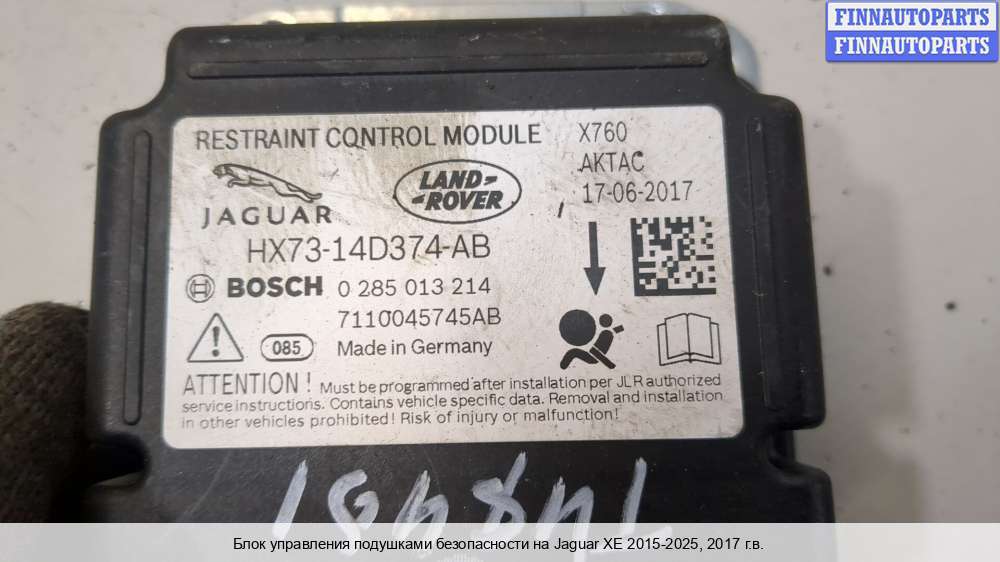 FINNAUTOPARTS
FINNAUTOPARTS
RESTRAINT CONTROL MODULE
X760
AKTAC
17-06-2017
JAGUAR
LAND-
-ROVER
HX73-14D374-AB
BOSCH 0 285 013 214
7110045745AB
085 Made in Germany
ATTENTION! Must be programmed after installation per JLR authorized
service instructions. Contains vehicle specific data. Removal and installation
in other vehicles prohibited! Risk of injury or malfunction!
Блок управления подушками безопасности на Jaguar XE 2015-2025, 2017 г.в.